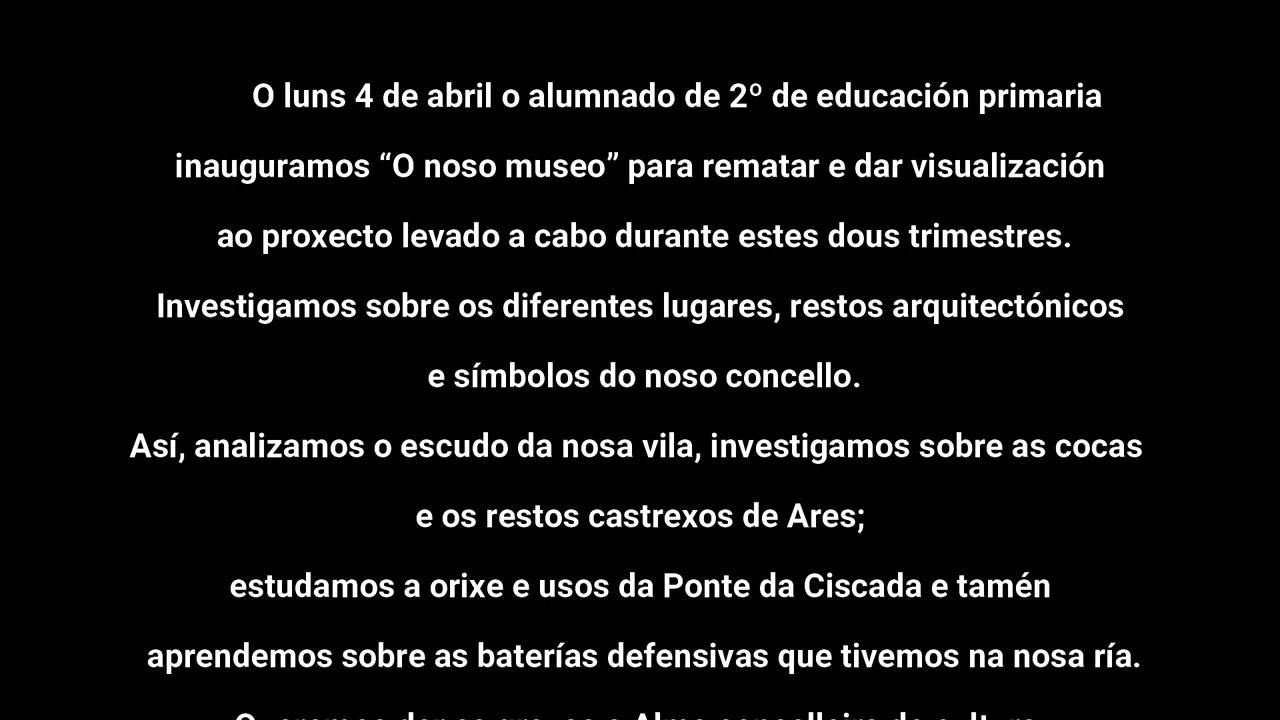 O luns 4 de abril o alumnado de 2º de educación primaria
inauguramos “O noso museo” para rematar e dar visualización
ao proxecto levado a cabo durante estes dous trimestres.
Investigamos sobre os diferentes lugares, restos arquitectónicos
e símbolos do noso concello.
Así, analizamos o escudo da nosa vila, investigamos sobre as cocas
e os restos castrexos de Ares;
estudamos a orixe e usos da Ponte da Ciscada e tamén
aprendemos sobre as baterías defensivas que tivemos na nosa ría.